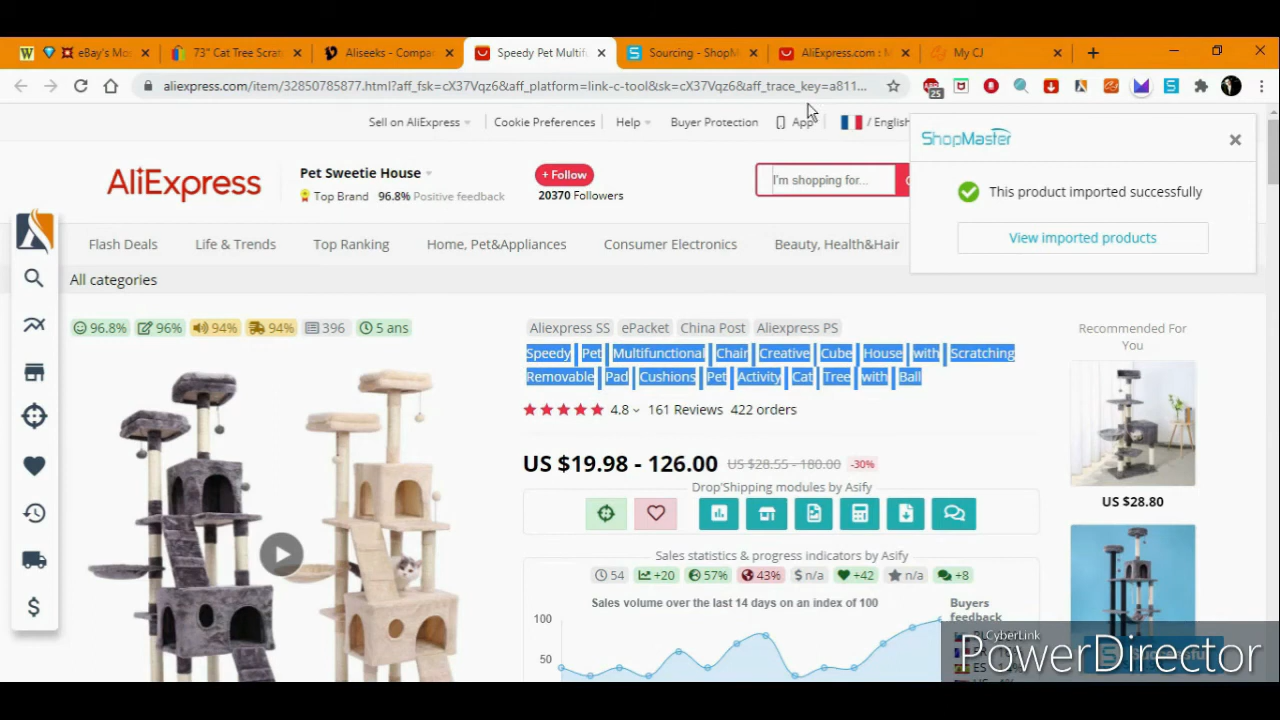 eBay's Mo
73" Cat Tree Scrat
Aliseeks - Compa
Speedy Pet Multif
Sourcing - ShopM
AliExpress.com : M
My CJ
aliexpress.com/item/32850785877.html?aff_fsk=cX37Vqz6&aff_platform=link-c-tool&sk=cX37Vqz6&aff_trace_key=a811...
25
Sell on AliExpress
Cookie Preferences
Help
Buyer Protection
App
/ English
ShopMaster
This product imported successfully
View imported products
AliExpress
Pet Sweetie House
Top Brand 96.8% Positive feedback
+ Follow
20370 Followers
I'm shopping for...
Flash Deals
Life & Trends
Top Ranking
Home, Pet&Appliances
Consumer Electronics
Beauty, Health&Hair
All categories
96.8% 96% 94% 94% 396 5 ans
Aliexpress SS ePacket China Post Aliexpress PS
Speedy Pet Multifunctional Chair Creative Cube House with Scratching
Removable Pad Cushions Pet Activity Cat Tree with Ball
4.8 161 Reviews 422 orders
US $19.98 - 126.00 US $28.55 - 180.00 -30%
Drop'Shipping modules by Asify
Sales statistics & progress indicators by Asify
54 +20 57% 43% $ n/a +42 n/a +8
Sales volume over the last 14 days on an index of 100
100
50
Buyers
feedback
Recommended For
You
US $28.80
CyberLink
PowerDirector